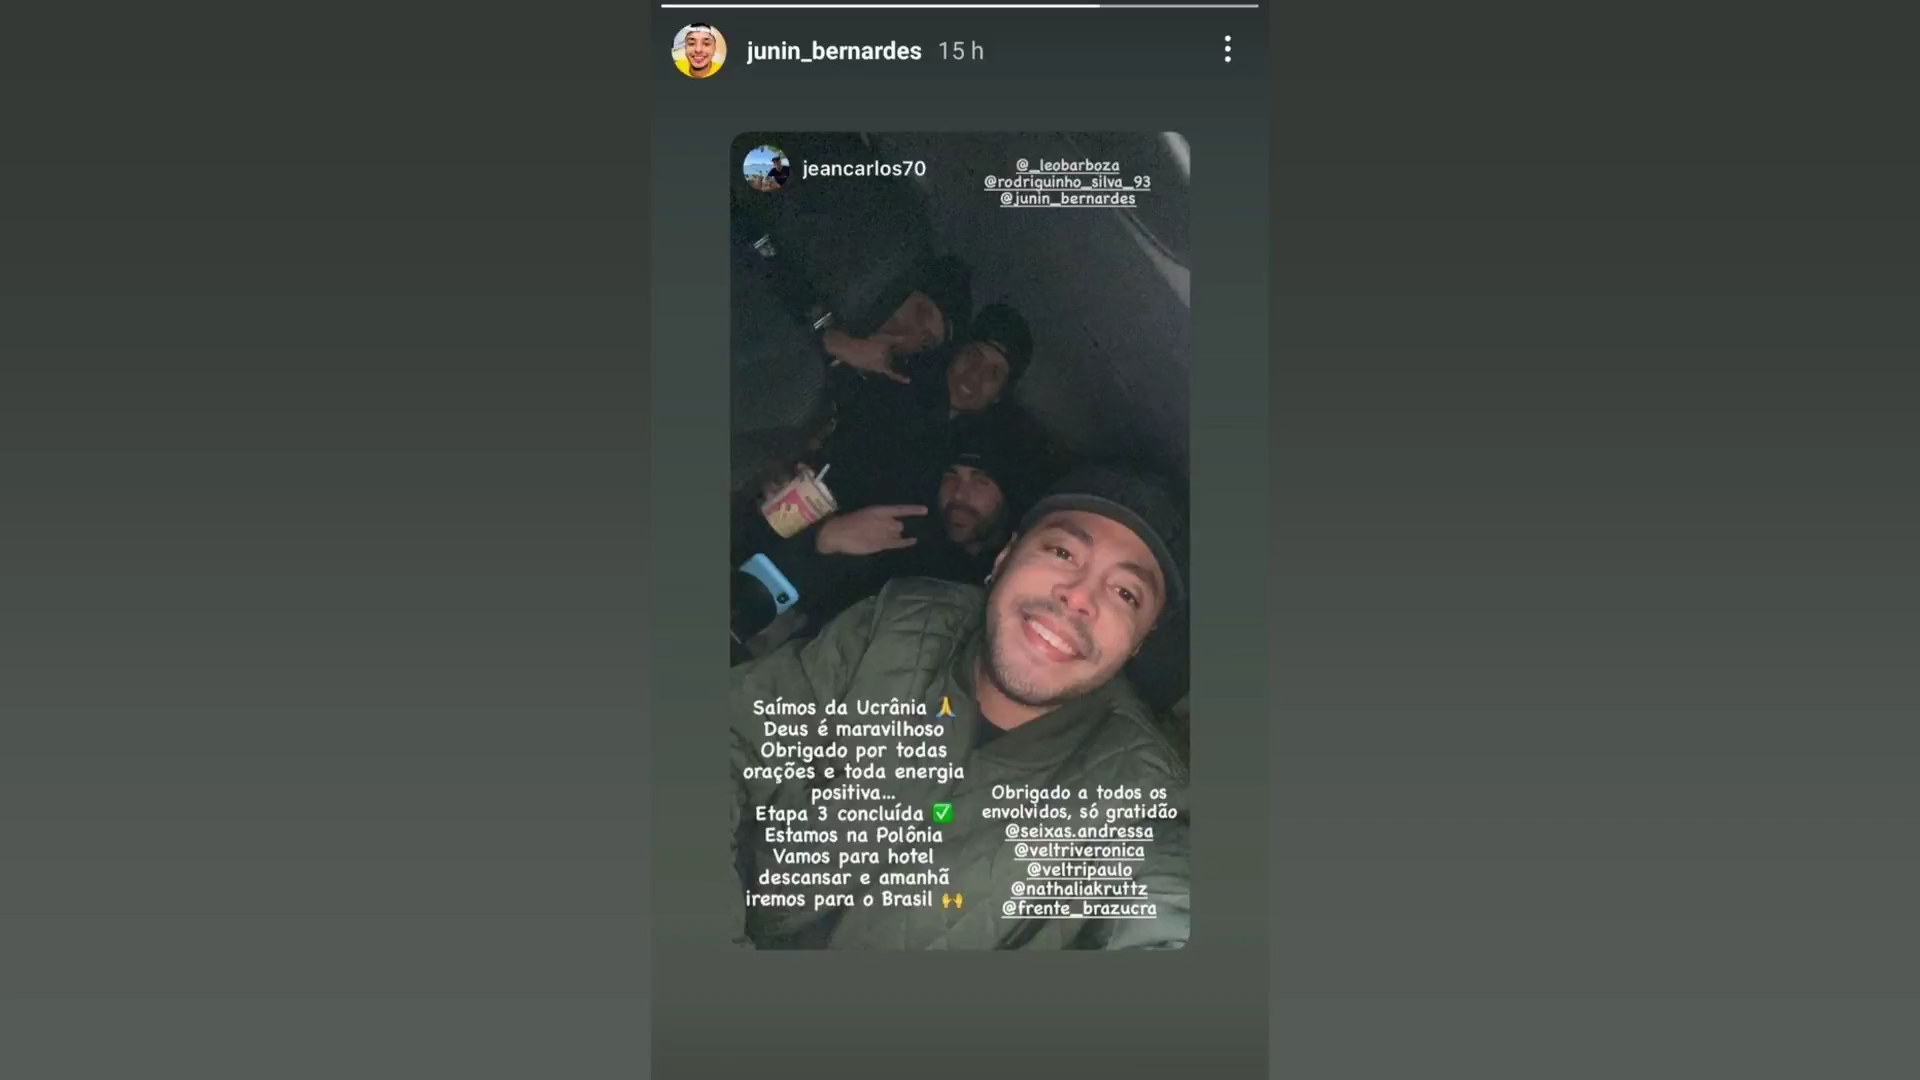 junin_bernardes 15 h
jeancarlos70
@_leobarboza
@rodriguinho_silva_93
@junin_bernardes
Saímos da Ucrânia 🙏
Deus é maravilhoso
Obrigado por todas
orações e toda energia
positiva...
Etapa 3 concluída ✅
Estamos na Polônia
Vamos para hotel
descansar e amanhã
iremos para o Brasil 🙌
Obrigado a todos os
envolvidos, só gratidão
@seixas.andressa
@veltriveronica
@veltripaulo
@nathaliakruttz
@frente_brazucra